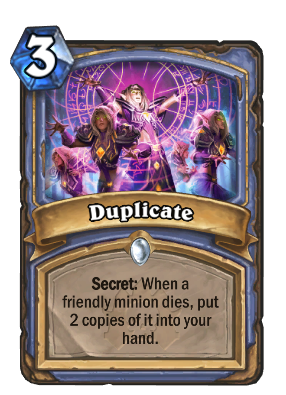 3
Duplicate
Secret: When a
friendly minion dies, put
2 copies of it into your
hand.